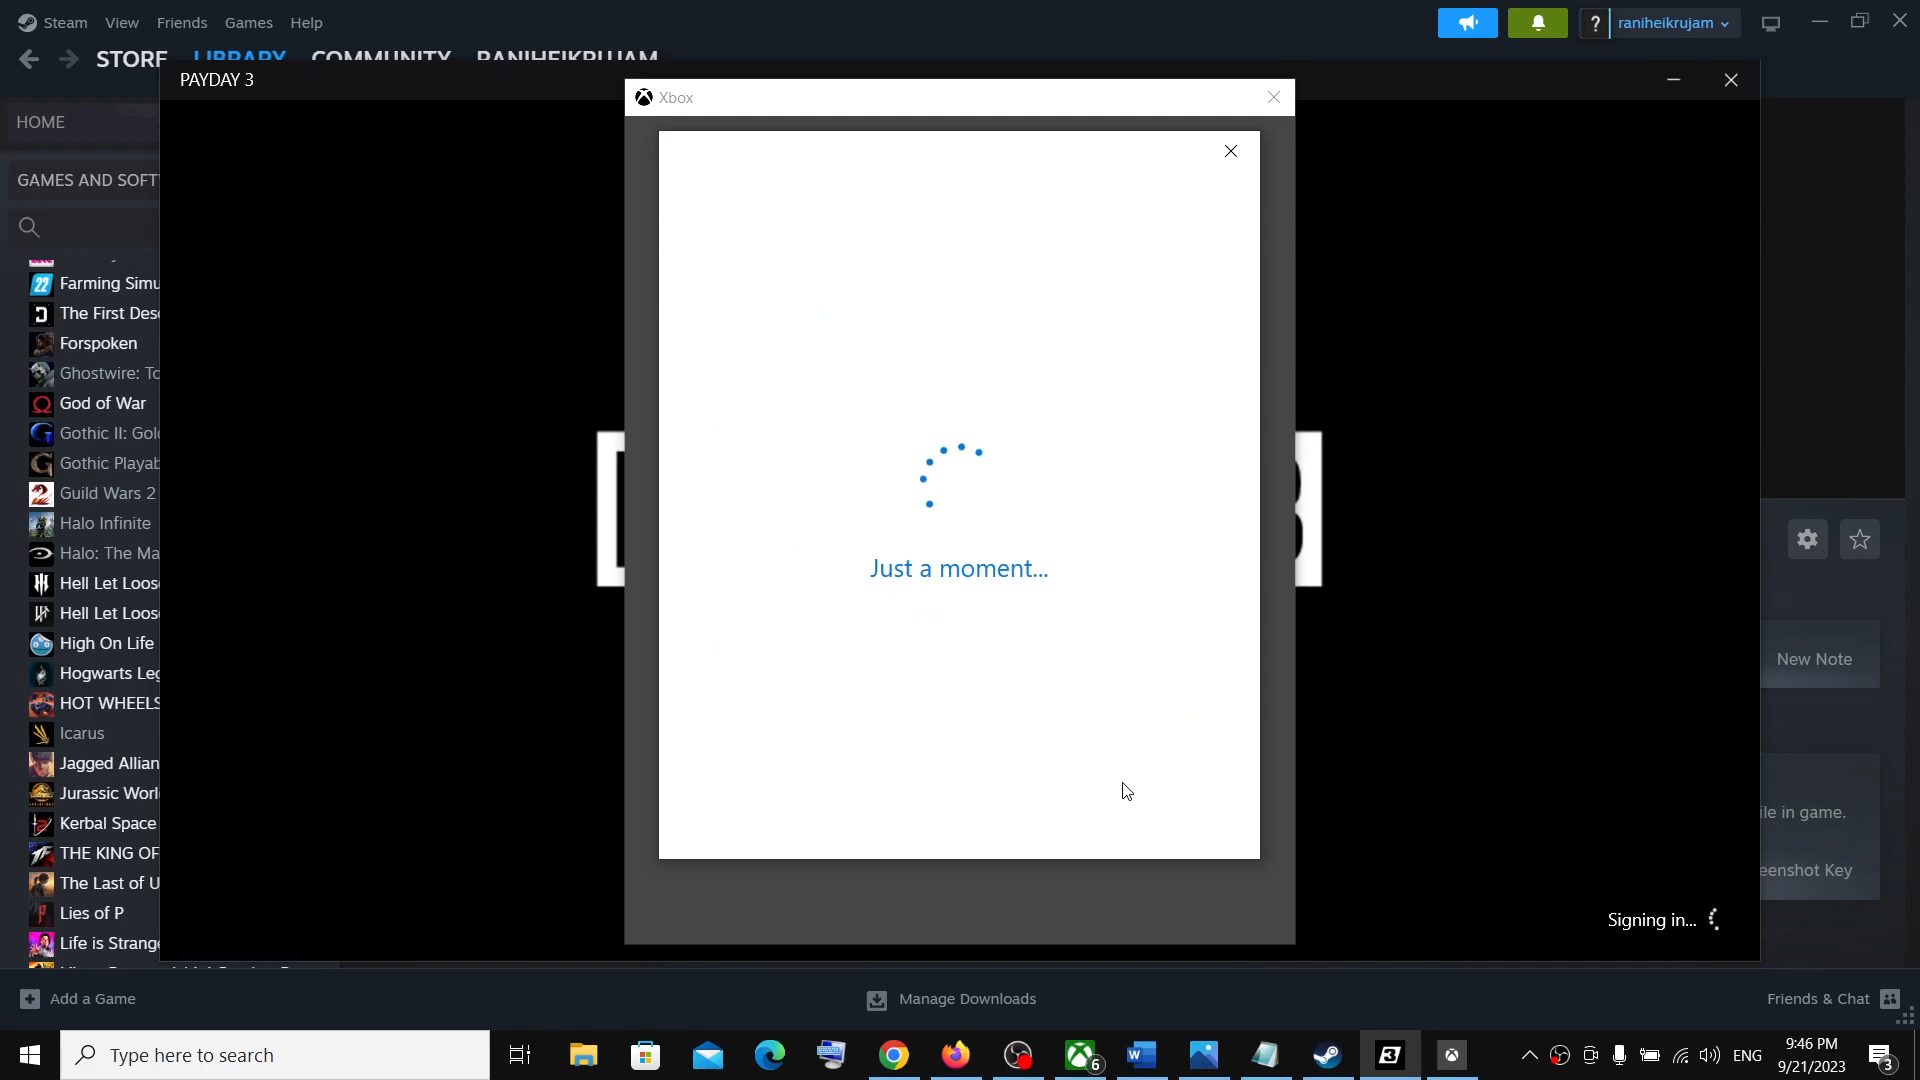 Steam View Friends Games Help
raniheikrujam
STORE LIBRARY COMMUNITY RANIHEIKRUJAM
PAYDAY 3
Xbox
HOME
GAMES AND SOFT
Farming Simu
The First Des
Forspoken
Ghostwire: To
God of War
Gothic II: Gol
Gothic Playab
Guild Wars 2
Halo Infinite
Halo: The Ma
Hell Let Loos
Hell Let Loos
High On Life
Hogwarts Leg
HOT WHEELS
Icarus
Jagged Allian
Jurassic Worl
Kerbal Space
THE KING OF
The Last of U
Lies of P
Life is Strange
Just a moment...
3
New Note
ile in game.
eenshot Key
Signing in...
Add a Game
Manage Downloads
Friends & Chat
Type here to search
6
ENG
9:46 PM
9/21/2023
3